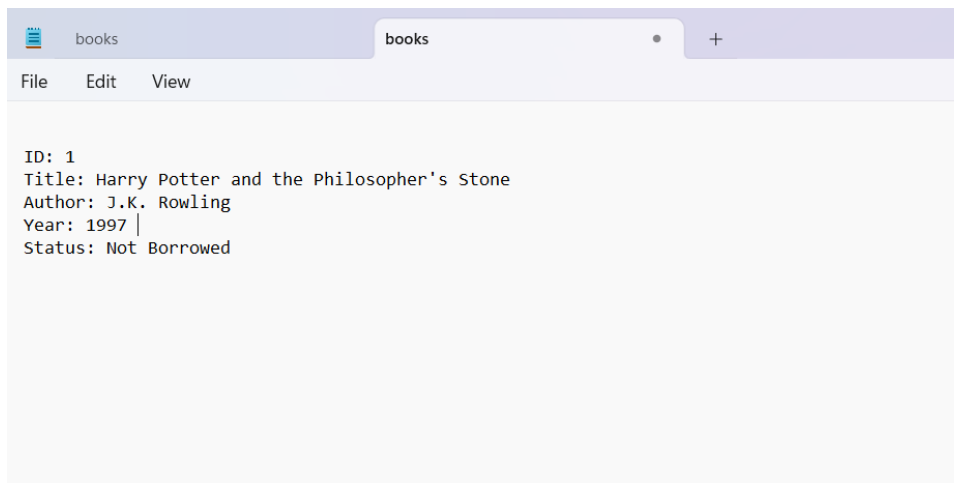 books books
File Edit View
ID: 1
Title: Harry Potter and the Philosopher's Stone
Author: J.K. Rowling
Year: 1997
Status: Not Borrowed